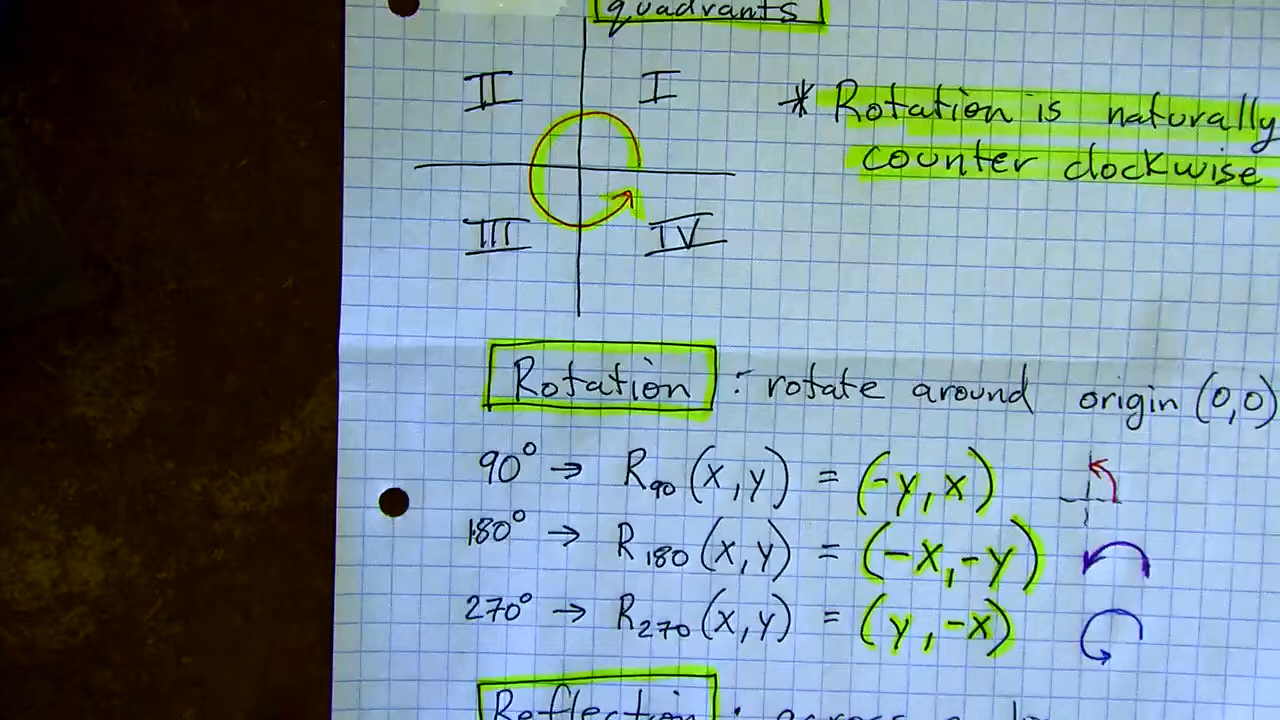 quadrants
II I
* Rotation is naturally
counter clockwise
III IV
Rotation : rotate around origin (0,0)
90° → R₉₀ (x,y) = (-y, x)
180° → R₁₈₀ (x,y) = (-x,-y)
270° → R₂₇₀ (x,y) = (y,-x)
Reflection : across a